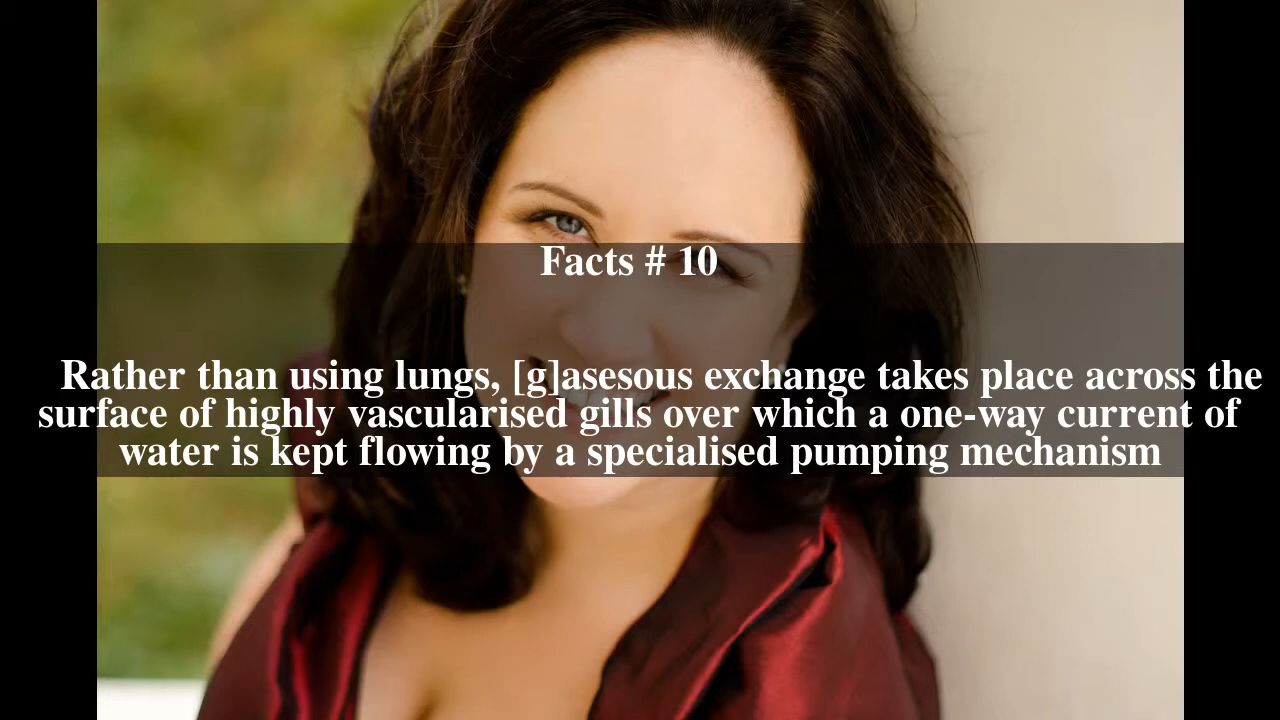 Facts # 10
Rather than using lungs, [g]asesous exchange takes place across the
surface of highly vascularised gills over which a one-way current of
water is kept flowing by a specialised pumping mechanism